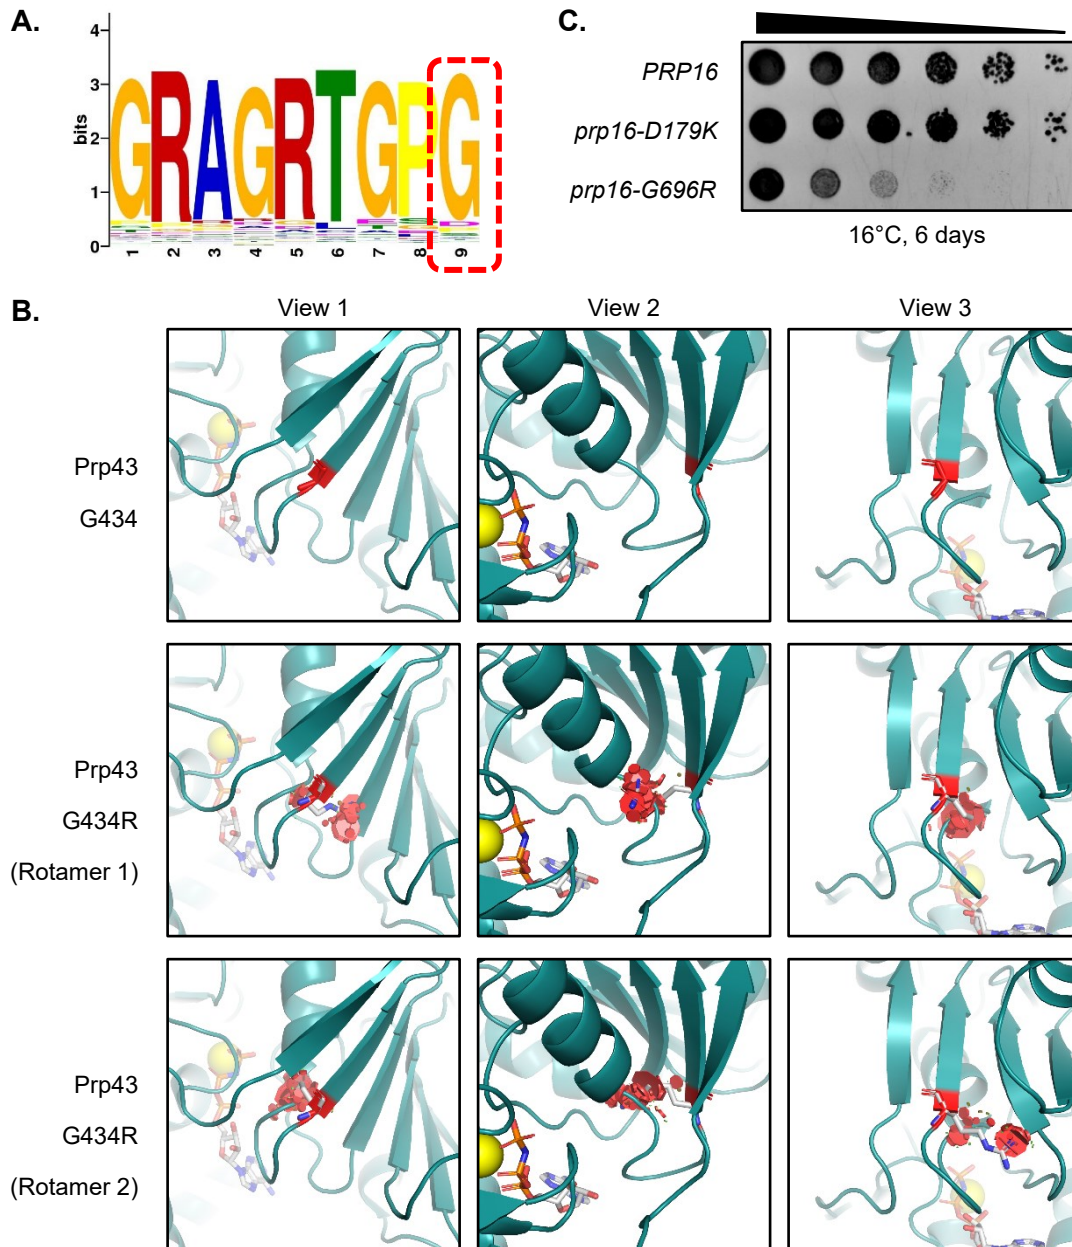 A.
4
3
2
1
0
bits
GRAGRTGPG
1 2 3 4 5 6 7 8 9
C.
PRP16
prp16-D179K
prp16-G696R
16°C, 6 days
B.
View 1 View 2 View 3
Prp43
G434
Prp43
G434R
(Rotamer 1)
Prp43
G434R
(Rotamer 2)